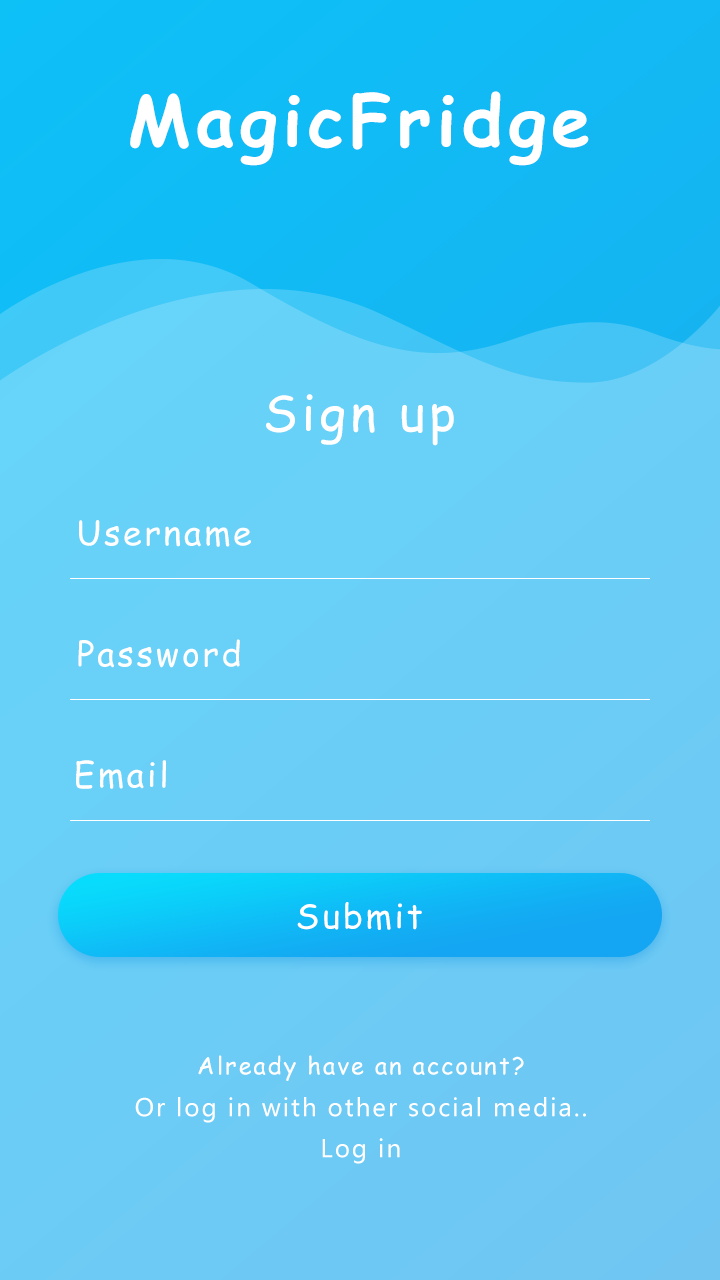 MagicFridge
Sign up
Username
Password
Email
Submit
Already have an account?
Or log in with other social media..
Log in